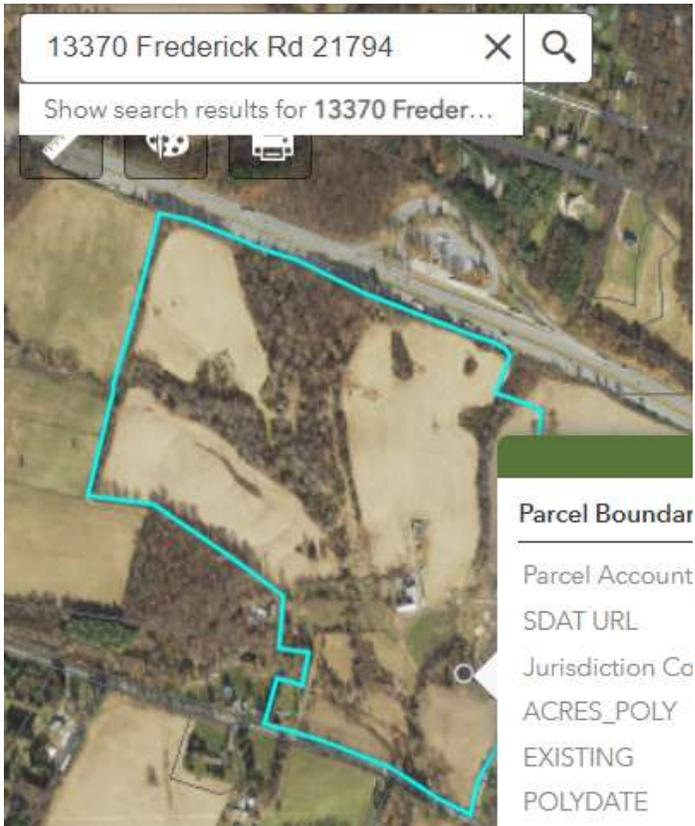 13370 Frederick Rd 21794
Show search results for 13370 Freder...
Parcel Boundar
Parcel Account
SDAT URL
Jurisdiction Co
ACRES_POLY
EXISTING
POLYDATE